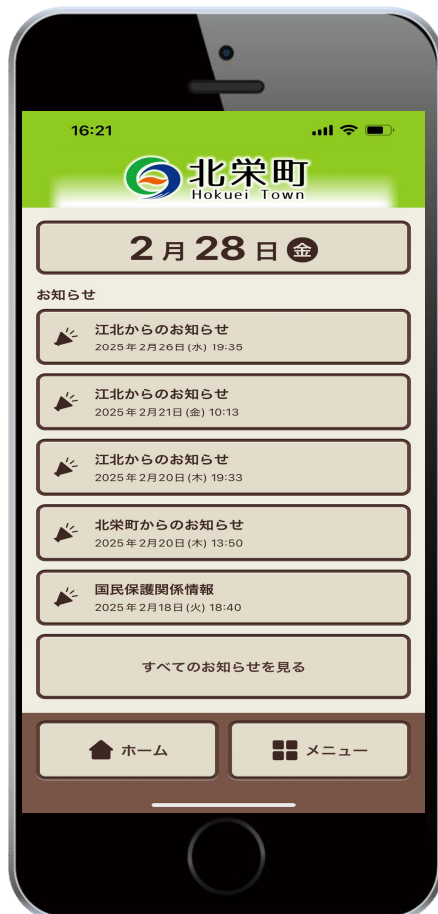 16:21
北栄町
Hokuei Town
2月28日金
お知らせ
江北からのお知らせ
2025年2月26日(水) 19:35
江北からのお知らせ
2025年2月21日(金) 10:13
江北からのお知らせ
2025年2月20日(木) 19:33
北栄町からのお知らせ
2025年2月20日(木) 13:50
国民保護関係情報
2025年2月18日(火) 18:40
すべてのお知らせを見る
ホーム
メニュー